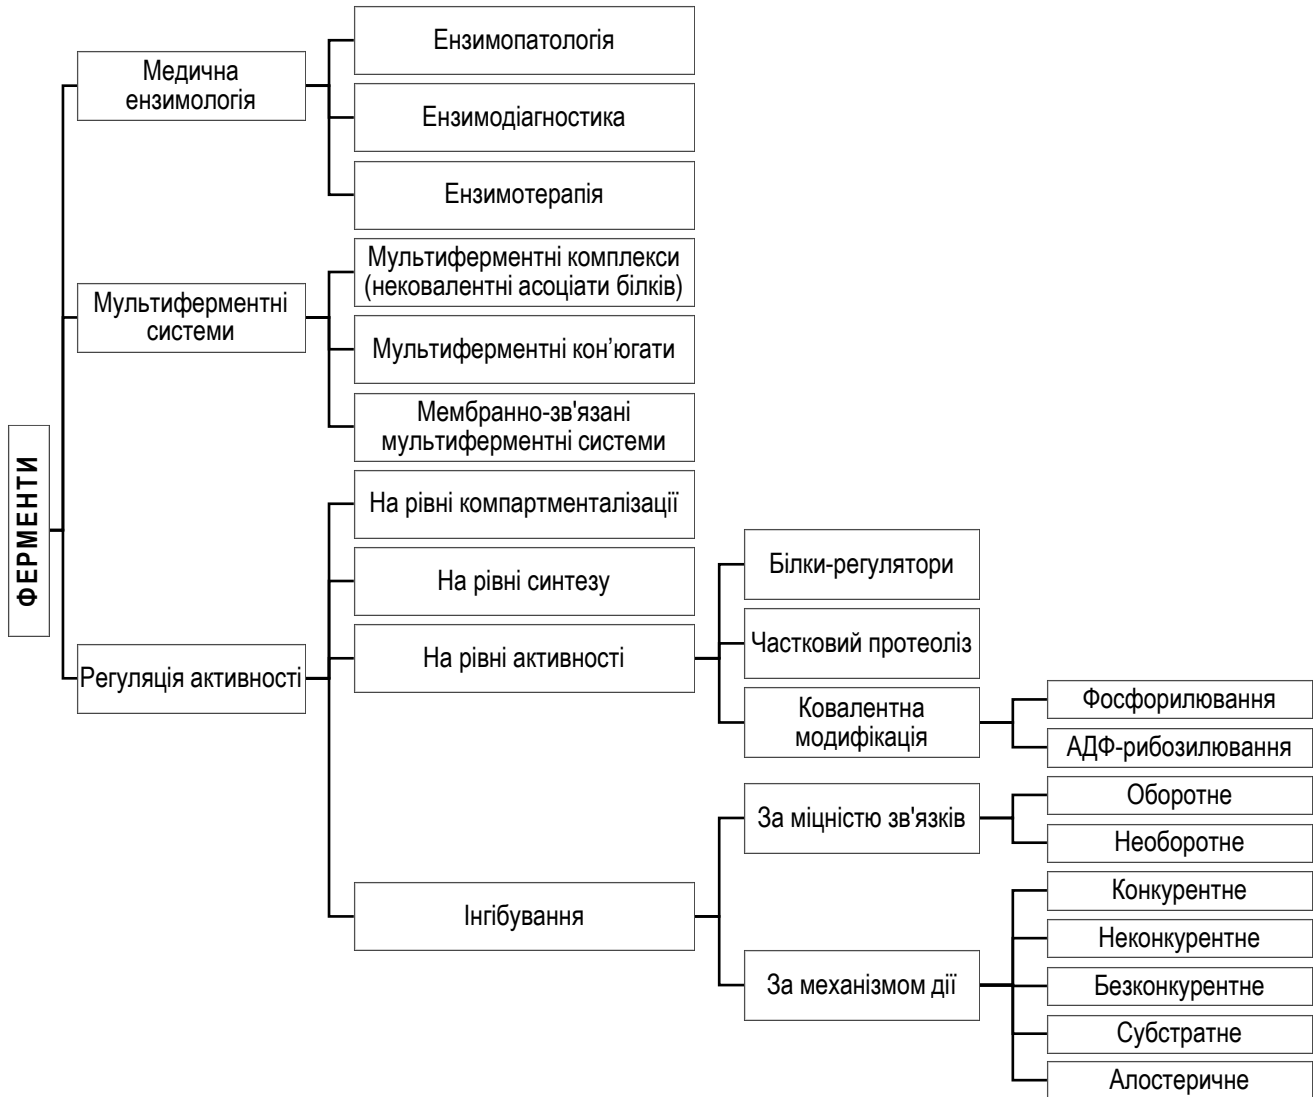 ФЕРМЕНТИ
Медична
ензимологія
Ензимопатологія
Ензимодіагностика
Ензимотерапія
Мультиферментні
системи
Мультиферментні комплекси
(нековалентні асоціати білків)
Мультиферментні кон’югати
Мембранно-зв'язані
мультиферментні системи
Регуляція активності
На рівні компартменталізації
На рівні синтезу
На рівні активності
Білки-регулятори
Частковий протеоліз
Ковалентна
модифікація
Фосфорилювання
АДФ-рибозилювання
Інгібування
За міцністю зв'язків
Оборотне
Необоротне
За механізмом дії
Конкурентне
Неконкурентне
Безконкурентне
Субстратне
Алостеричне